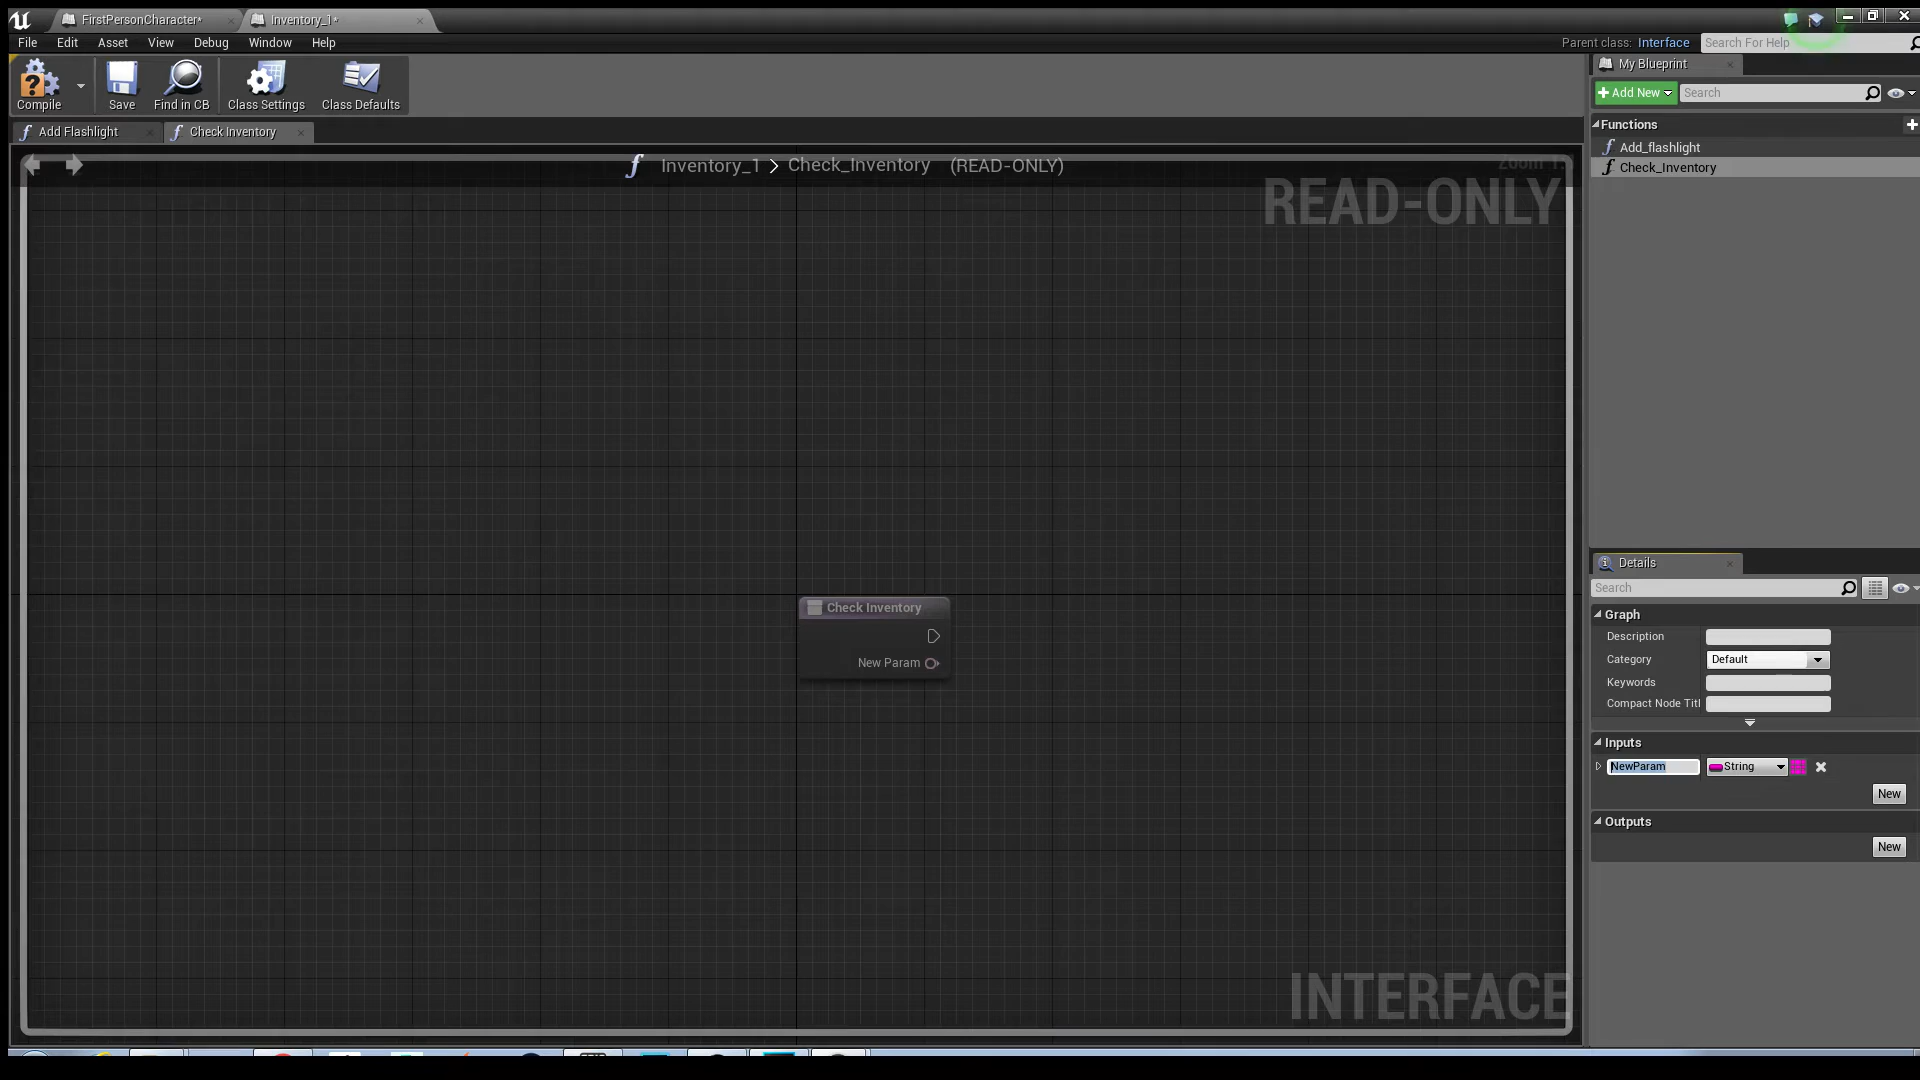 FirstPersonCharacter*
Inventory_1*
File Edit Asset View Debug Window Help
Parent class: Interface
Search For Help
Compile
Save
Find in CB
Class Settings
Class Defaults
My Blueprint
Add New
Search
Add Flashlight
Check Inventory
Functions
Add_flashlight
Check_Inventory
Inventory_1 > Check_Inventory (READ-ONLY)
READ-ONLY
Check Inventory
New Param
INTERFACE
Details
Search
Graph
Description
Category
Default
Keywords
Compact Node Titl
Inputs
NewParam
String
New
Outputs
New